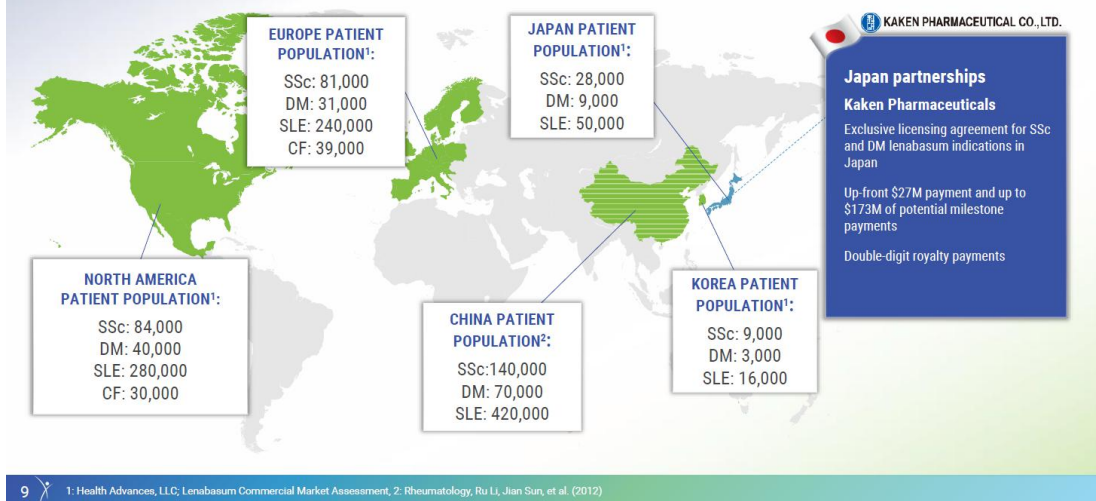 KAKEN PHARMACEUTICAL CO., LTD.
EUROPE PATIENT
POPULATION¹:
SSc: 81,000
DM: 31,000
SLE: 240,000
CF: 39,000
JAPAN PATIENT
POPULATION¹:
SSc: 28,000
DM: 9,000
SLE: 50,000
Japan partnerships
Kaken Pharmaceuticals
Exclusive licensing agreement for SSc
and DM lenabasum indications in
Japan
Up-front $27M payment and up to
$173M of potential milestone
payments
Double-digit royalty payments
NORTH AMERICA
PATIENT POPULATION¹:
SSc: 84,000
DM: 40,000
SLE: 280,000
CF: 30,000
CHINA PATIENT
POPULATION²:
SSc:140,000
DM: 70,000
SLE: 420,000
KOREA PATIENT
POPULATION¹:
SSc: 9,000
DM: 3,000
SLE: 16,000
9 1: Health Advances, LLC; Lenabasum Commercial Market Assessment, 2: Rheumatology, Ru Li, Jian Sun, et al. (2012)